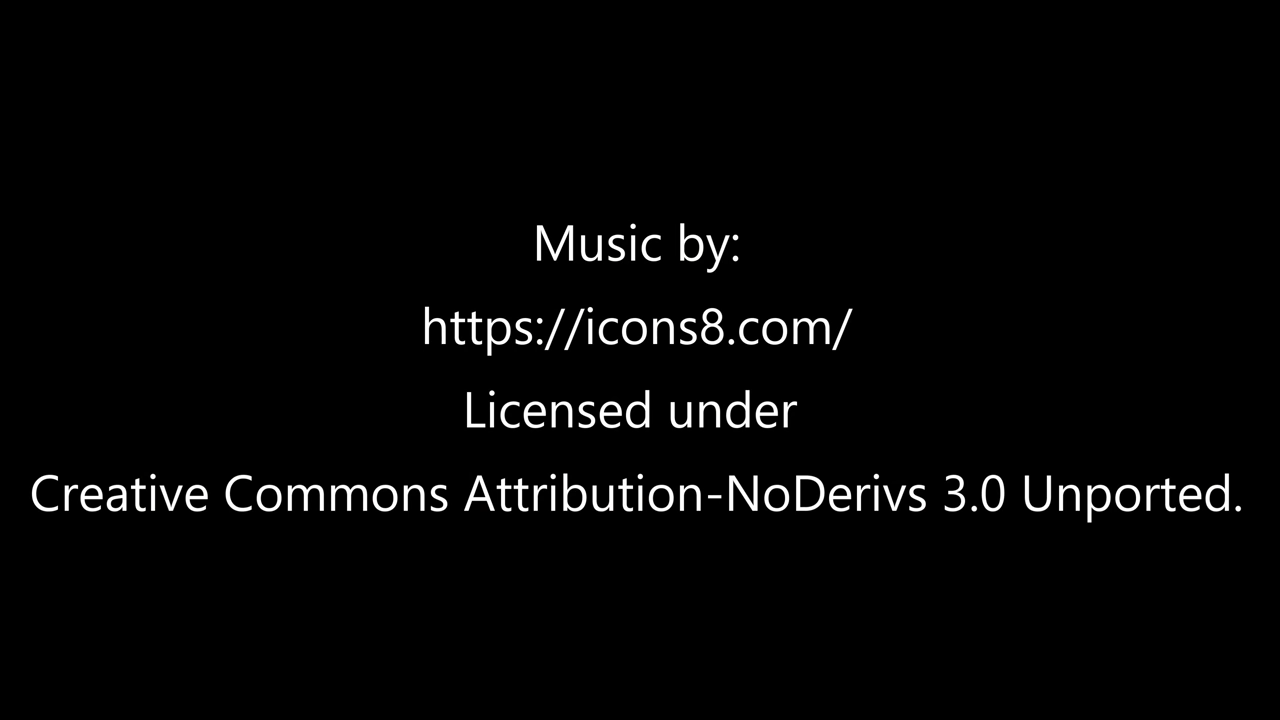 Music by:
https://icons8.com/
Licensed under
Creative Commons Attribution-NoDerivs 3.0 Unported.